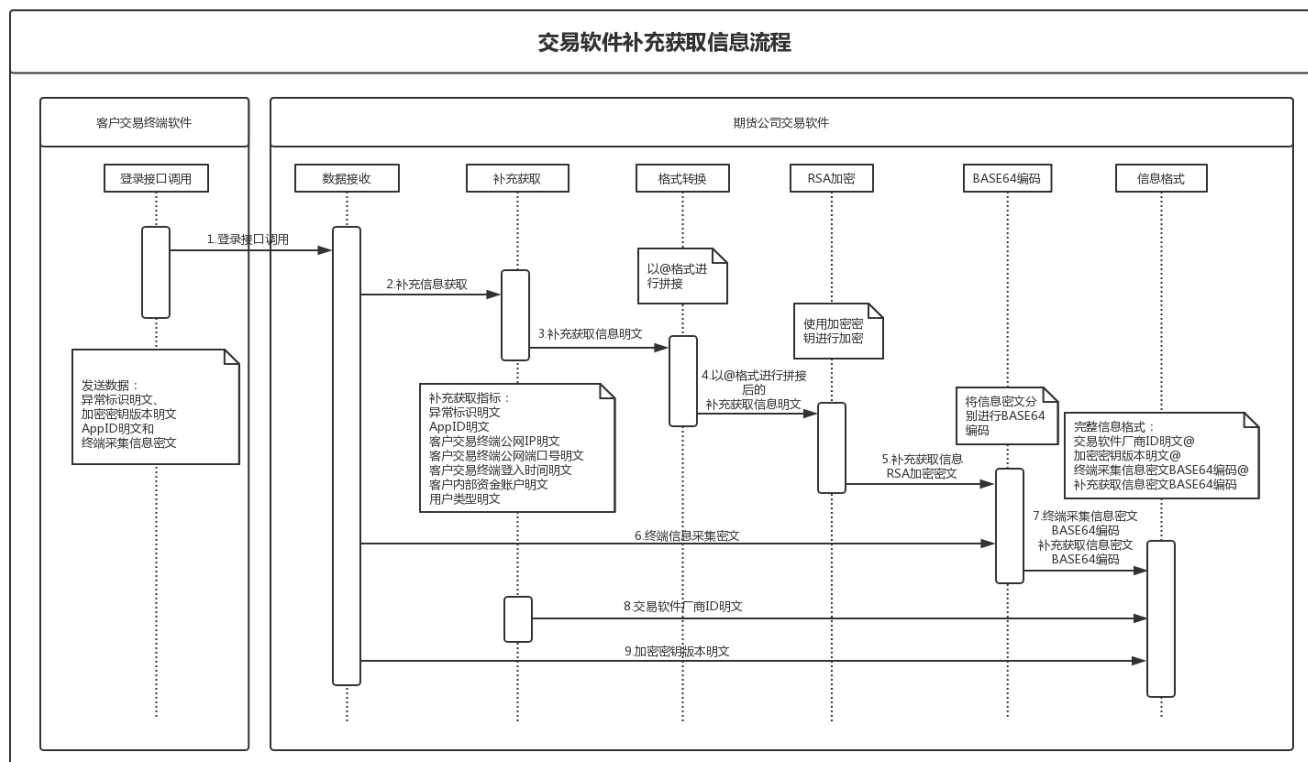 交易软件补充获取信息流程
客户交易终端软件
期货公司交易软件
登录接口调用
数据接收
补充获取
格式转换
RSA加密
BASE64编码
信息格式
1.登录接口调用
以@格式进
行拼接
2.补充信息获取
使用加密密
钥进行加密
3.补充获取信息明文
发送数据：
异常标识明文、
加密密钥版本明文
AppID明文和
终端采集信息密文
4.以@格式进行拼接
后的
补充获取信息明文
补充获取指标：
异常标识明文
AppID明文
客户交易终端公网IP明文
客户交易终端公网端口号明文
客户交易终端登入时间明文
客户内部资金账户明文
用户类型明文
将信息密文分
别进行BASE64
编码
完整信息格式：
交易软件厂商ID明文@
加密密钥版本明文@
终端采集信息密文BASE64编码@
补充获取信息密文BASE64编码
5.补充获取信息
RSA加密密文
6.终端信息采集密文
7.终端采集信息密文
BASE64编码
补充获取信息密文
BASE64编码
8.交易软件厂商ID明文
9.加密密钥版本明文